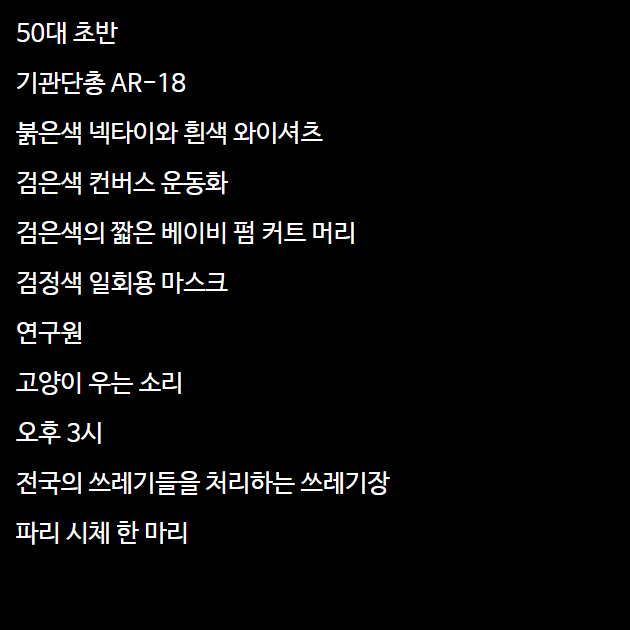 50대 초반
기관단총 AR-18
붉은색 넥타이와 흰색 와이셔츠
검은색 컨버스 운동화
검은색의 짧은 베이비 펌 커트 머리
검정색 일회용 마스크
연구원
고양이 우는 소리
오후 3시
전국의 쓰레기들을 처리하는 쓰레기장
파리 시체 한 마리